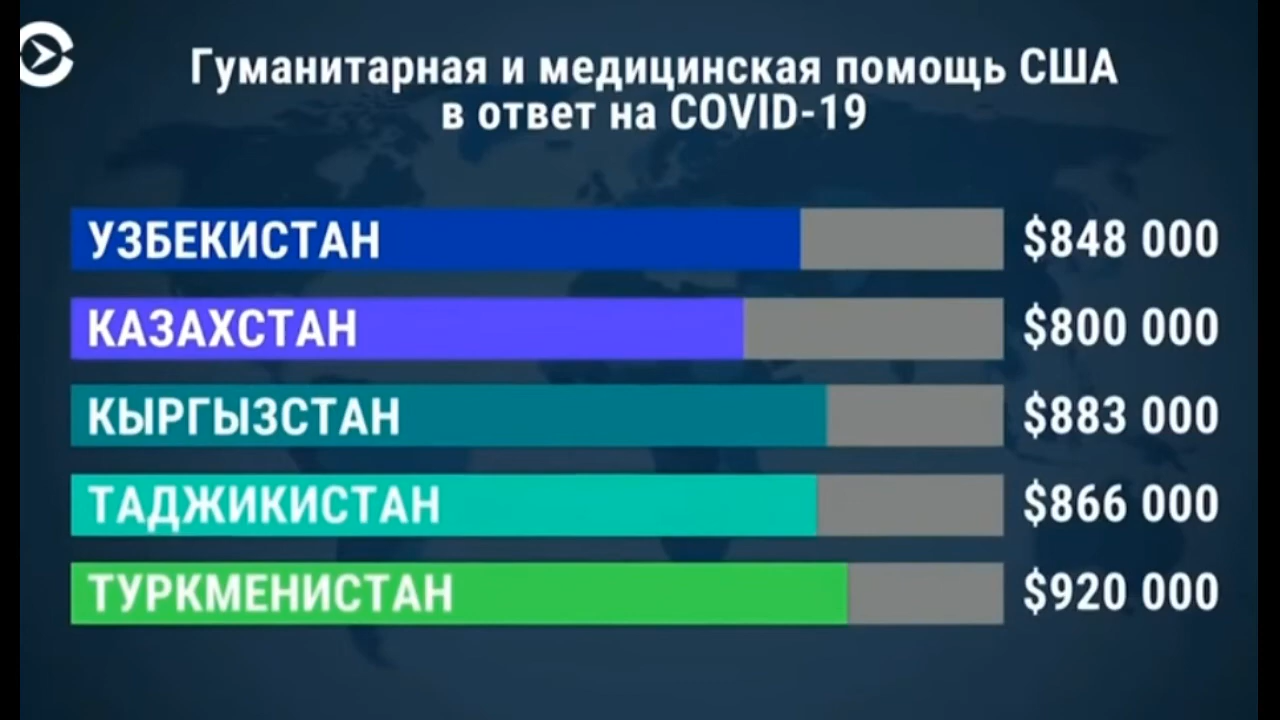 Гуманитарная и медицинская помощь США
в ответ на COVID-19
УЗБЕКИСТАН $848 000
КАЗАХСТАН $800 000
КЫРГЫЗСТАН $883 000
ТАДЖИКИСТАН $866 000
ТУРКМЕНИСТАН $920 000